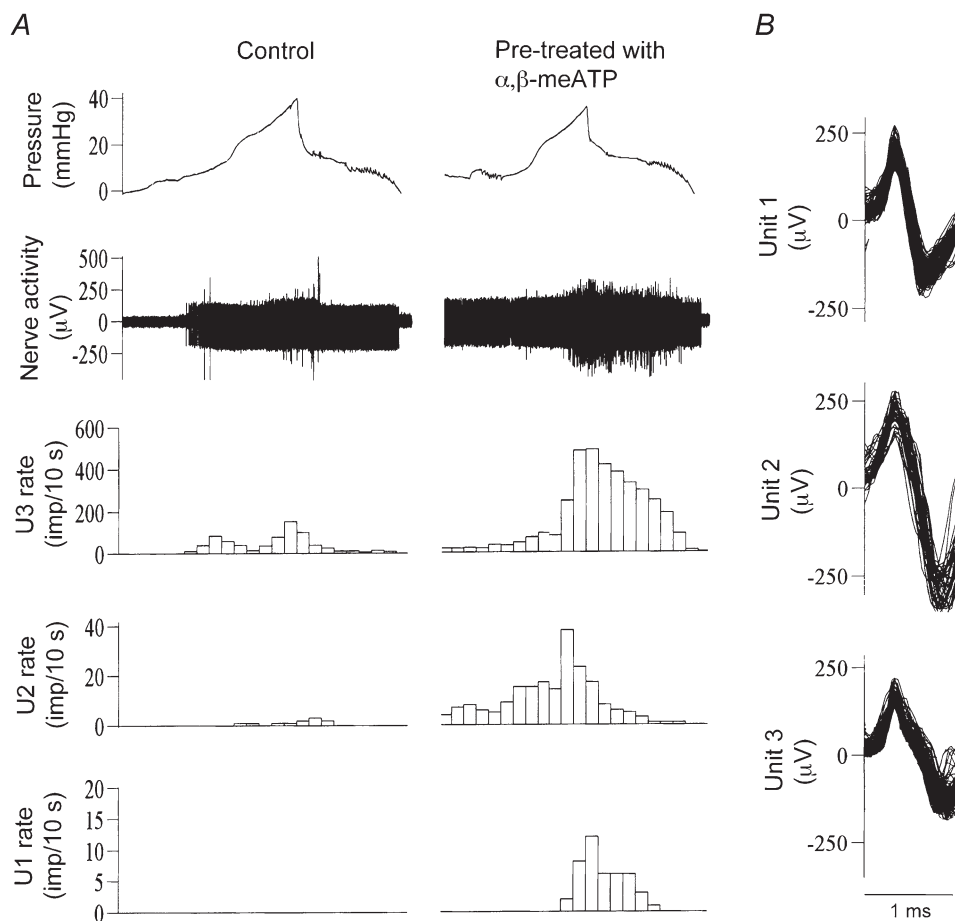 A
B
Control
Pre-treated with
α,β-meATP
Pressure
(mmHg)
40
20
0
Nerve activity
(μV)
500
250
0
-250
U3 rate
(imp/10 s)
600
400
200
0
U2 rate
(imp/10 s)
40
20
0
U1 rate
(imp/10 s)
20
15
10
5
0
Unit 1
(μV)
250
0
-250
Unit 2
(μV)
250
0
-250
Unit 3
(μV)
250
0
-250
1 ms